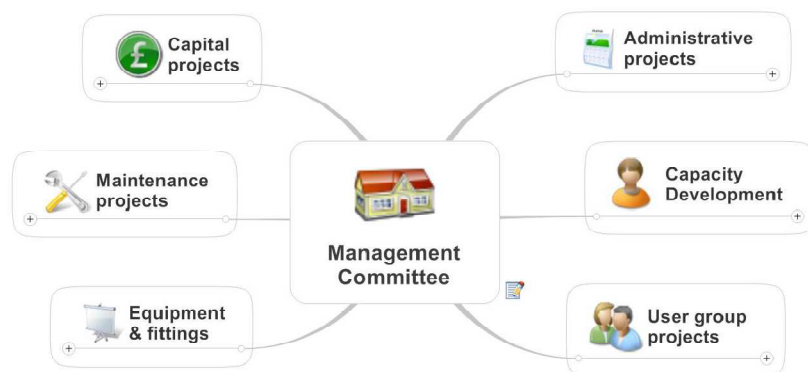 Capital
projects
Administrative
projects
Maintenance
projects
Capacity
Development
Management
Committee
Equipment
& fittings
User group
projects